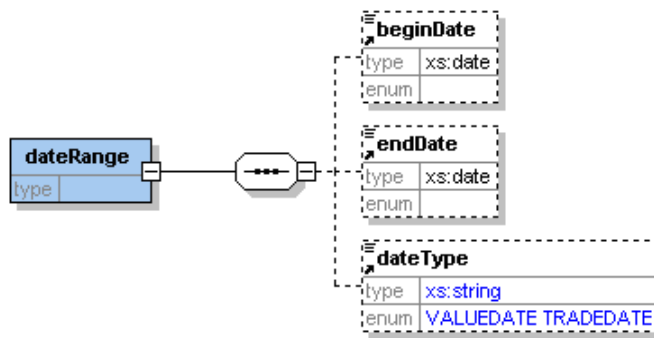 beginDate
type xs:date
enum
dateRange
type
endDate
type xs:date
enum
dateType
type xs:string
enum VALUEDATE TRADEDATE